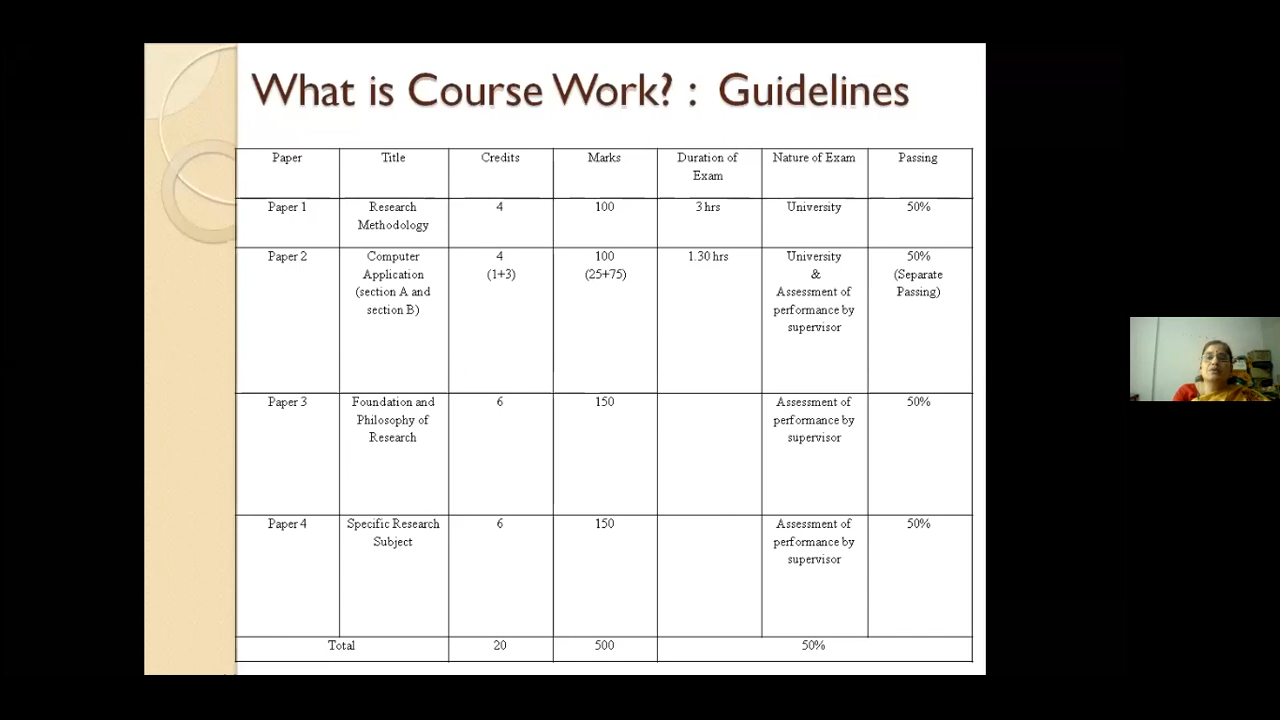 What is Course Work? : Guidelines
Paper Title Credits Marks Duration of Exam Nature of Exam Passing
Paper 1 Research Methodology 4 100 3 hrs University 50%
Paper 2 Computer Application (section A and section B) 4 (1+3) 100 (25+75) 1.30 hrs University & Assessment of performance by supervisor 50% (Separate Passing)
Paper 3 Foundation and Philosophy of Research 6 150 Assessment of performance by supervisor 50%
Paper 4 Specific Research Subject 6 150 Assessment of performance by supervisor 50%
Total 20 500 50%